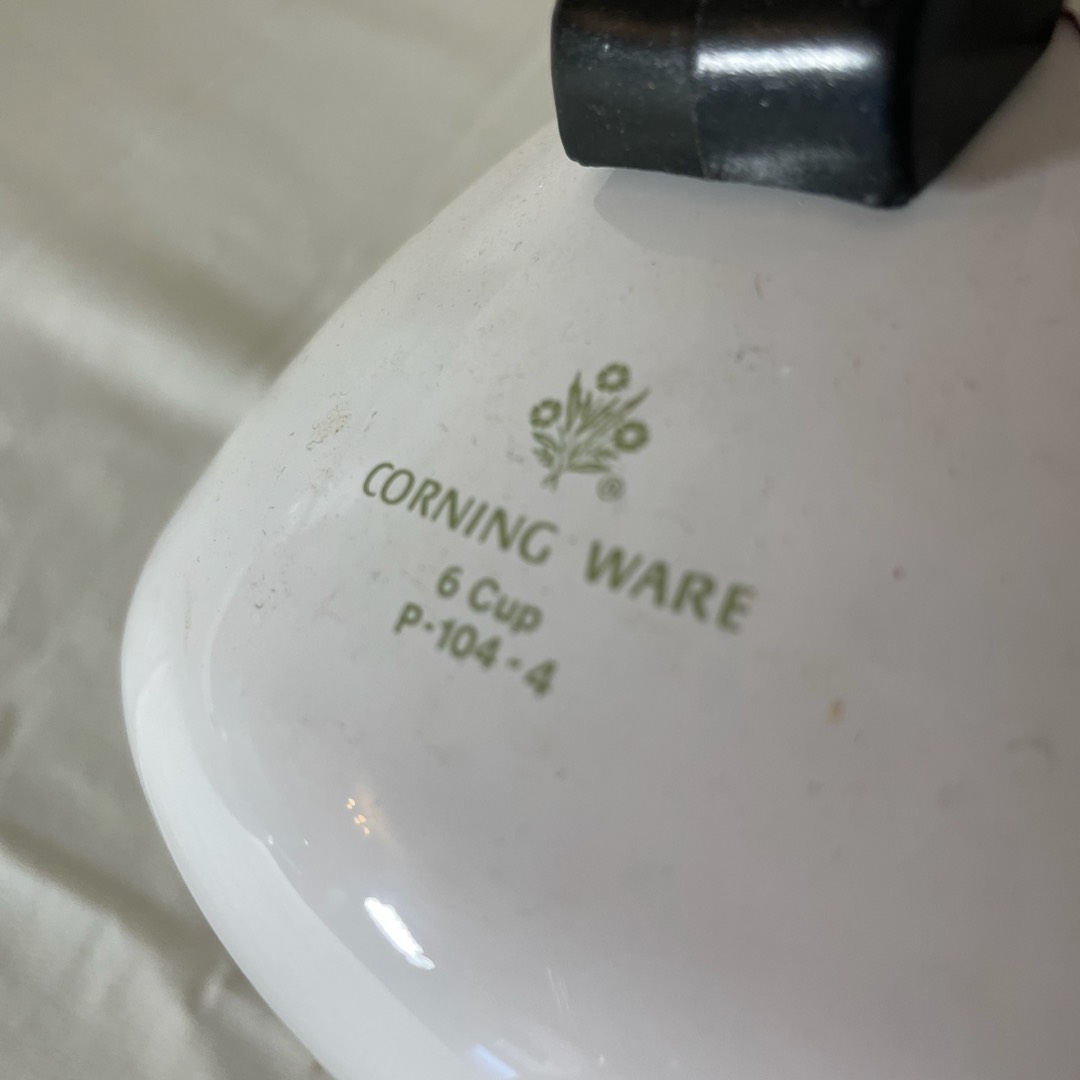 ®
CORNING WARE
6 Cup
P-104-4